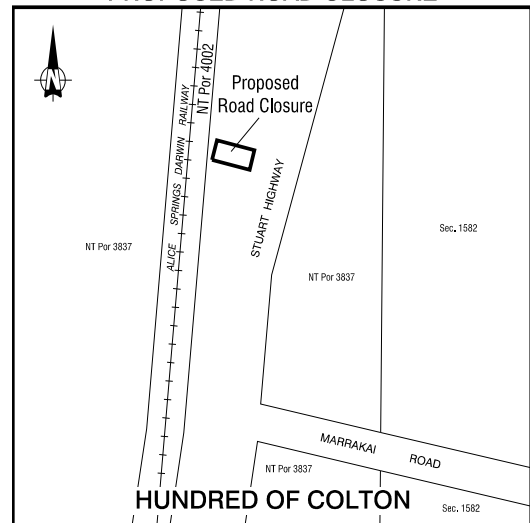 PROPOSED ROAD CLOSURE
N
NT Por 4002
Proposed
Road Closure
ALICE SPRINGS DARWIN RAILWAY
STUART HIGHWAY
Sec. 1582
NT Por 3837
NT Por 3837
MARRAKAI ROAD
NT Por 3837
HUNDRED OF COLTON
Sec. 1582